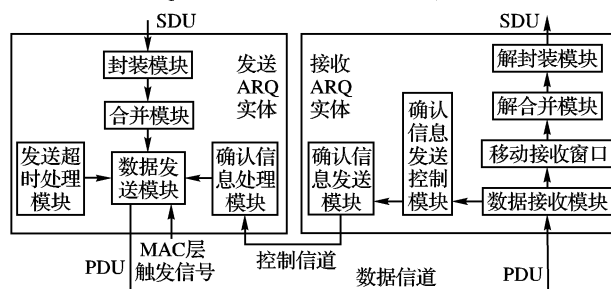 SDU
封装模块
合并模块
发送
ARQ
实体
发送超
时处理
模块
数据发
送模块
确认信
息处理
模块
MAC层
触发信号
PDU
控制信道
SDU
接收
ARQ
实体
解封装模块
解合并模块
移动接收窗口
数据接收模块
确认
信息
发送
控制
模块
确认信
息发送
模块
数据信道
PDU